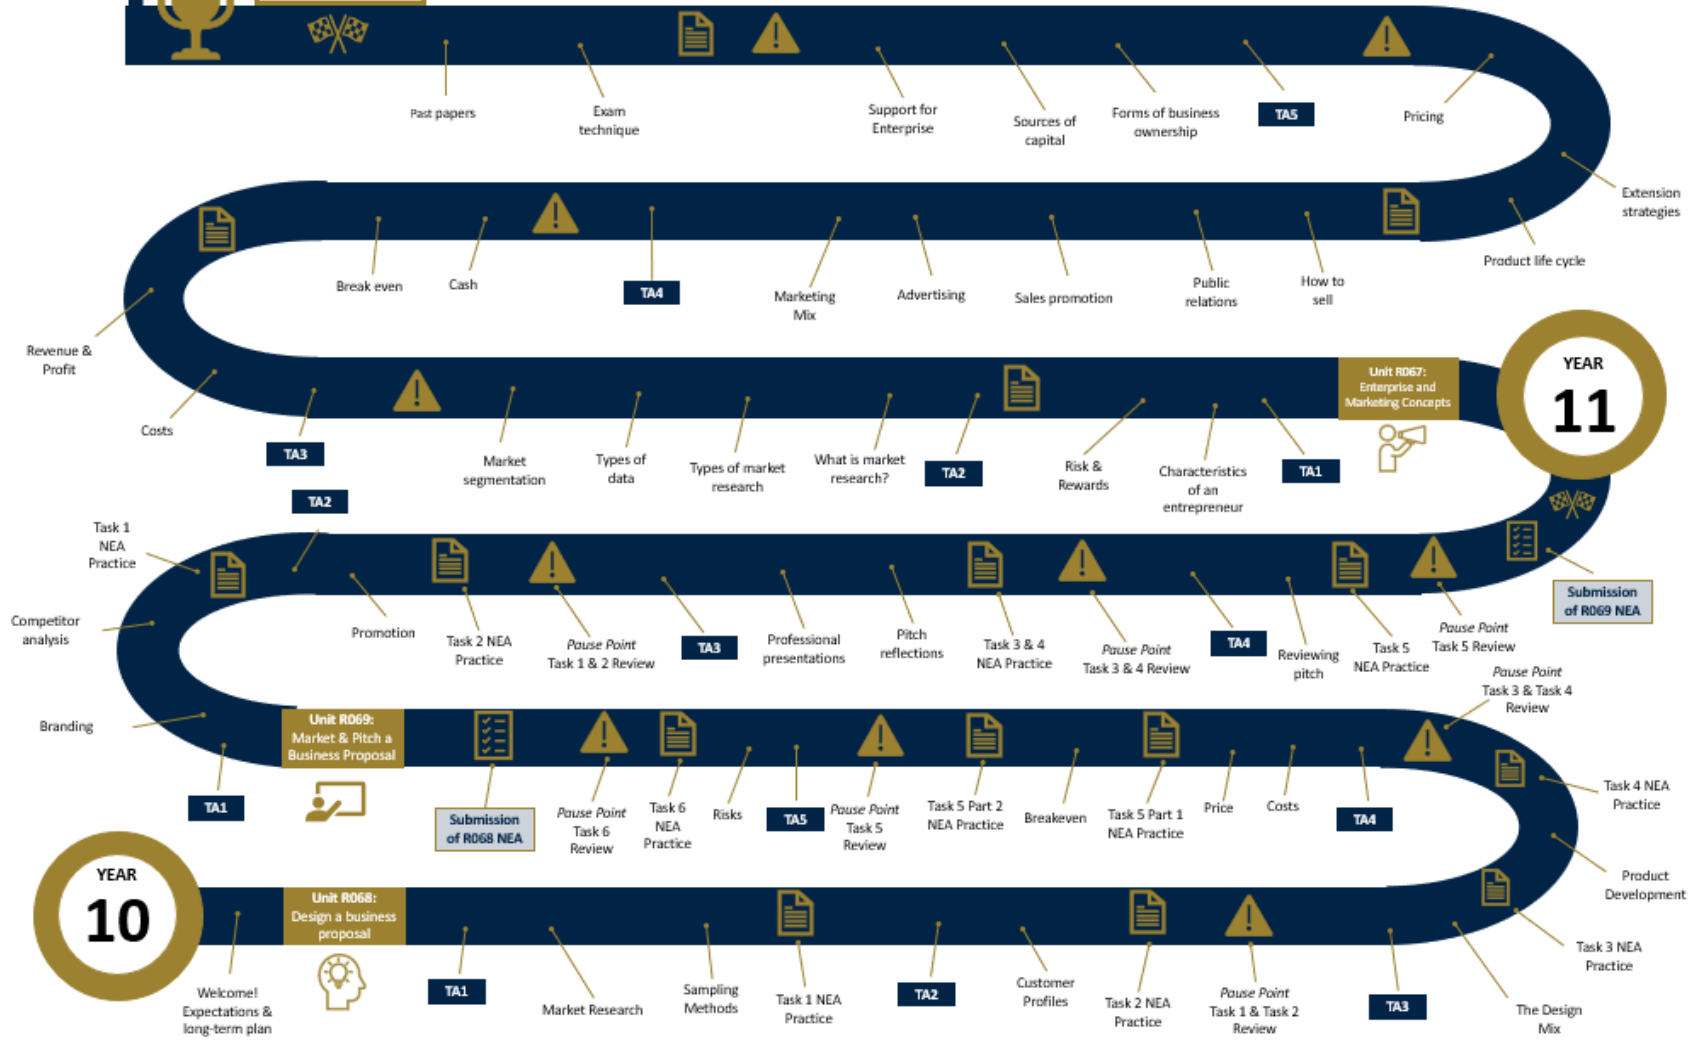 Past papers
Exam
technique
Support for
Enterprise
Sources of
capital
Forms of business
ownership
TA5
Pricing
Extension
strategies
Product life cycle
How to
sell
Public
relations
Sales promotion
Advertising
Marketing
Mix
TA4
Cash
Break even
Revenue &
Profit
Costs
TA3
Market
segmentation
Types of
data
Types of market
research
What is market
research?
TA2
Risk &
Rewards
Characteristics
of an
entrepreneur
TA1
Unit R067:
Enterprise and
Marketing Concepts
YEAR
11
TA2
Task 1
NEA
Practice
Competitor
analysis
Branding
TA1
Promotion
Task 2 NEA
Practice
Pause Point
Task 1 & 2 Review
TA3
Professional
presentations
Pitch
reflections
Task 3 & 4
NEA Practice
Pause Point
Task 3 & 4 Review
TA4
Reviewing
pitch
Task 5
NEA Practice
Pause Point
Task 5 Review
Submission
of R069 NEA
Unit R069:
Market & Pitch a
Business Proposal
Submission
of R068 NEA
Pause Point
Task 6
Review
Task 6
NEA
Practice
Risks
TA5
Pause Point
Task 5
Review
Task 5 Part 2
NEA Practice
Breakeven
Task 5 Part 1
NEA Practice
Price
Costs
TA4
Pause Point
Task 3 & Task 4
Review
Task 4 NEA
Practice
Product
Development
Task 3 NEA
Practice
The Design
Mix
YEAR
10
Welcome!
Expectations &
long-term plan
Unit R068:
Design a business
proposal
TA1
Market Research
Sampling
Methods
Task 1 NEA
Practice
TA2
Customer
Profiles
Task 2 NEA
Practice
Pause Point
Task 1 & Task 2
Review
TA3